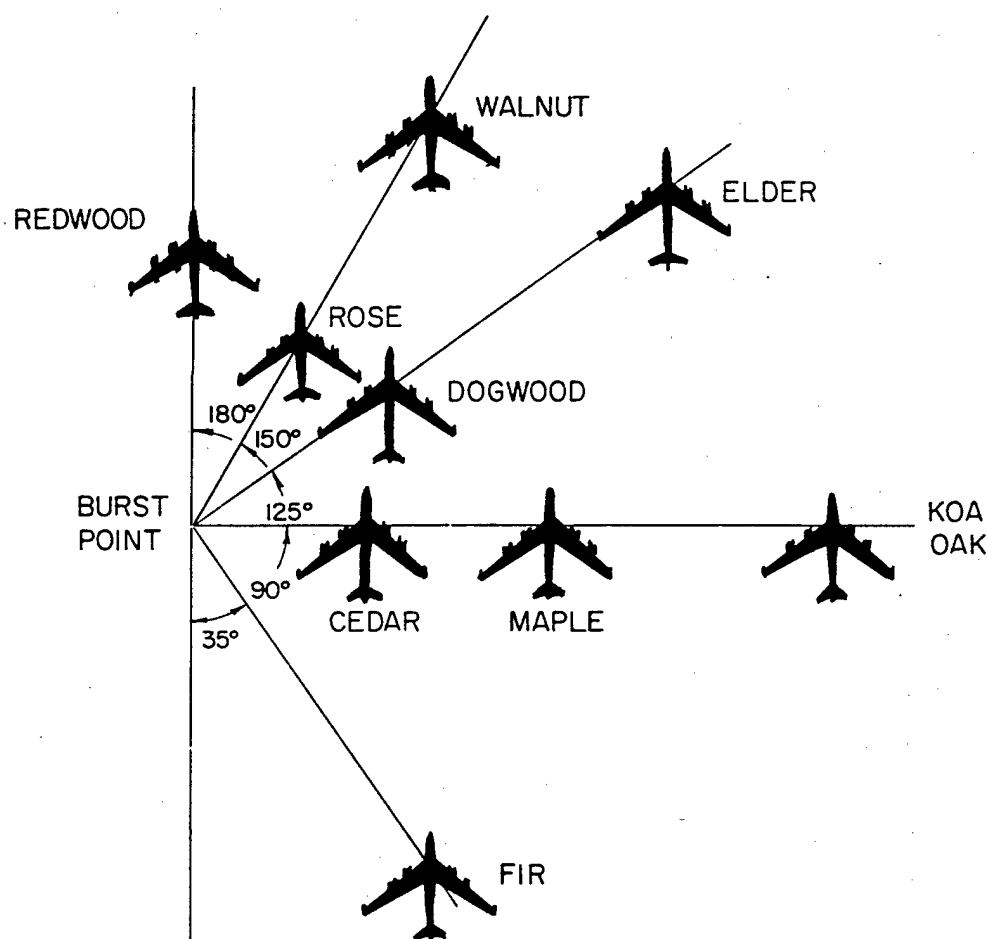 WALNUT
ELDER
REDWOOD
ROSE
DOGWOOD
180°
150°
125°
BURST
POINT
KOA
OAK
90°
CEDAR
MAPLE
35°
FIR